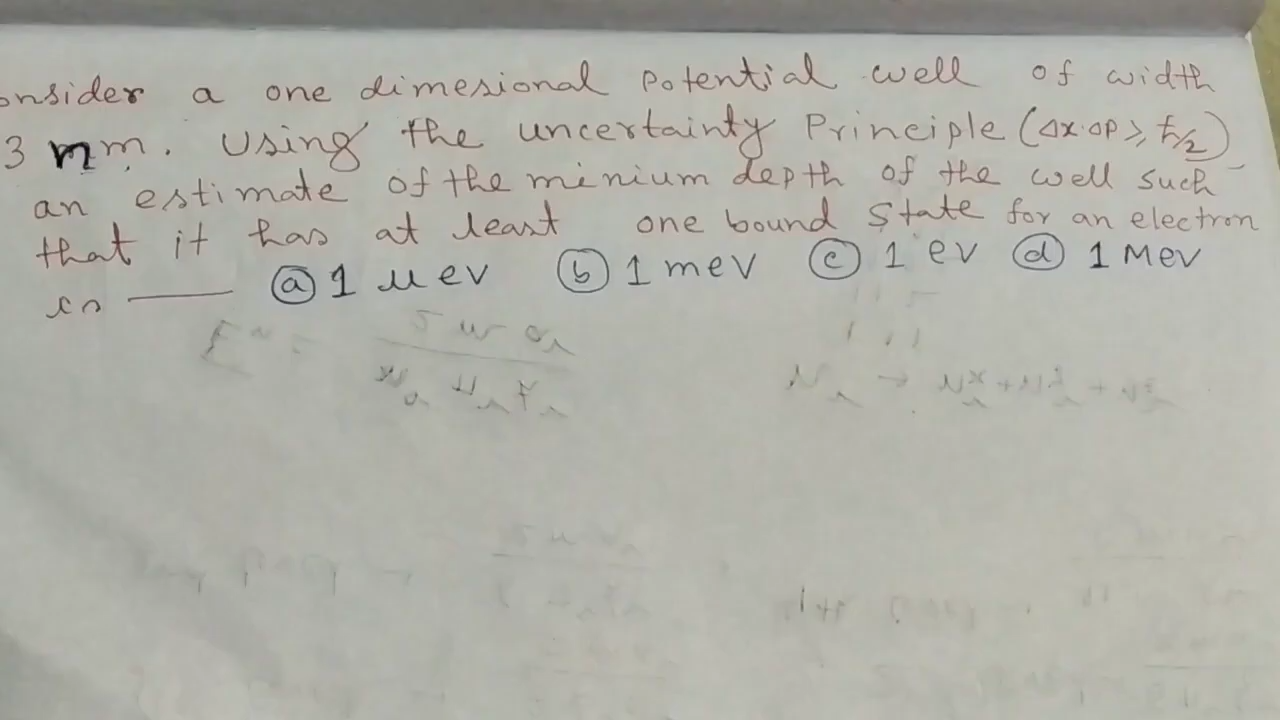 onsider a one dimesional Potential well of width
3 nm. Using the uncertainty Principle (Δx.ΔP ≥ ħ/2)
an estimate of the minium depth of the well such
that it has at least one bound state for an electron
is ____ (a) 1 μev (b) 1 mev (c) 1 ev (d) 1 Mev